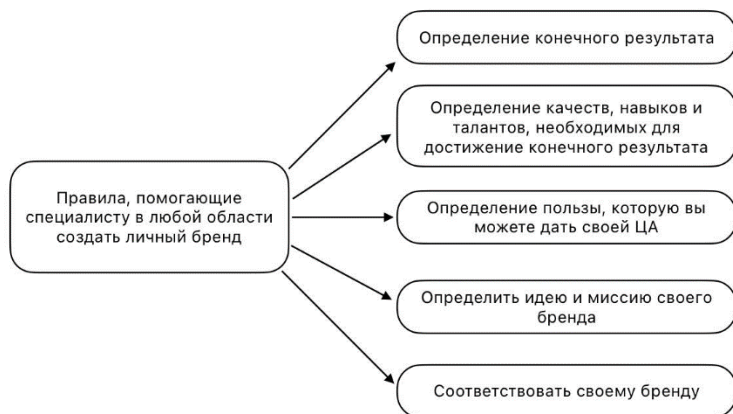 Правила, помогающие
специалисту в любой области
создать личный бренд
Определение конечного результата
Определение качеств, навыков и
талантов, необходимых для
достижение конечного результата
Определение пользы, которую вы
можете дать своей ЦА
Определить идею и миссию своего
бренда
Соответствовать своему бренду